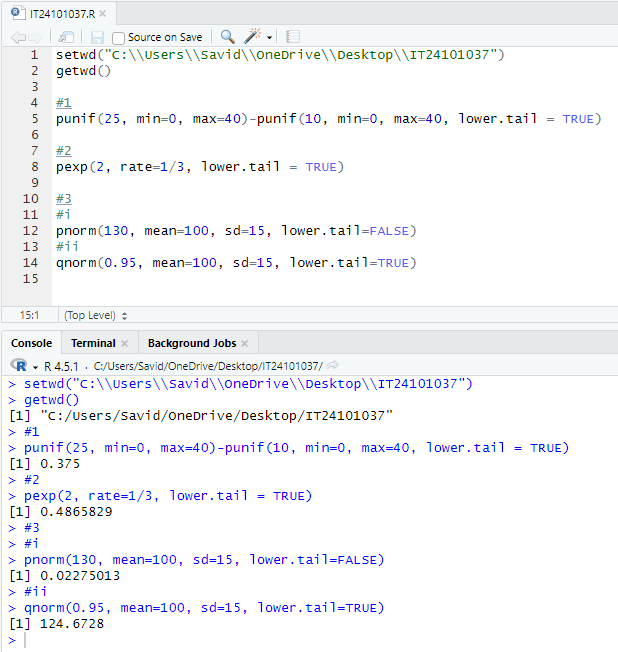 IT24101037.R
Source on Save
1 setwd("C:\\Users\\Savid\\OneDrive\\Desktop\\IT24101037")
2 getwd()
3
4 #1
5 punif(25, min=0, max=40)-punif(10, min=0, max=40, lower.tail = TRUE)
6
7 #2
8 pexp(2, rate=1/3, lower.tail = TRUE)
9
10 #3
11 #i
12 pnorm(130, mean=100, sd=15, lower.tail=FALSE)
13 #ii
14 qnorm(0.95, mean=100, sd=15, lower.tail=TRUE)
15
15:1 (Top Level)
Console Terminal Background Jobs
R R 4.5.1 · C:/Users/Savid/OneDrive/Desktop/IT24101037/
> setwd("C:\\Users\\Savid\\OneDrive\\Desktop\\IT24101037")
> getwd()
[1] "C:/Users/Savid/OneDrive/Desktop/IT24101037"
> #1
> punif(25, min=0, max=40)-punif(10, min=0, max=40, lower.tail = TRUE)
[1] 0.375
> #2
> pexp(2, rate=1/3, lower.tail = TRUE)
[1] 0.4865829
> #3
> #i
> pnorm(130, mean=100, sd=15, lower.tail=FALSE)
[1] 0.02275013
> #ii
> qnorm(0.95, mean=100, sd=15, lower.tail=TRUE)
[1] 124.6728
>